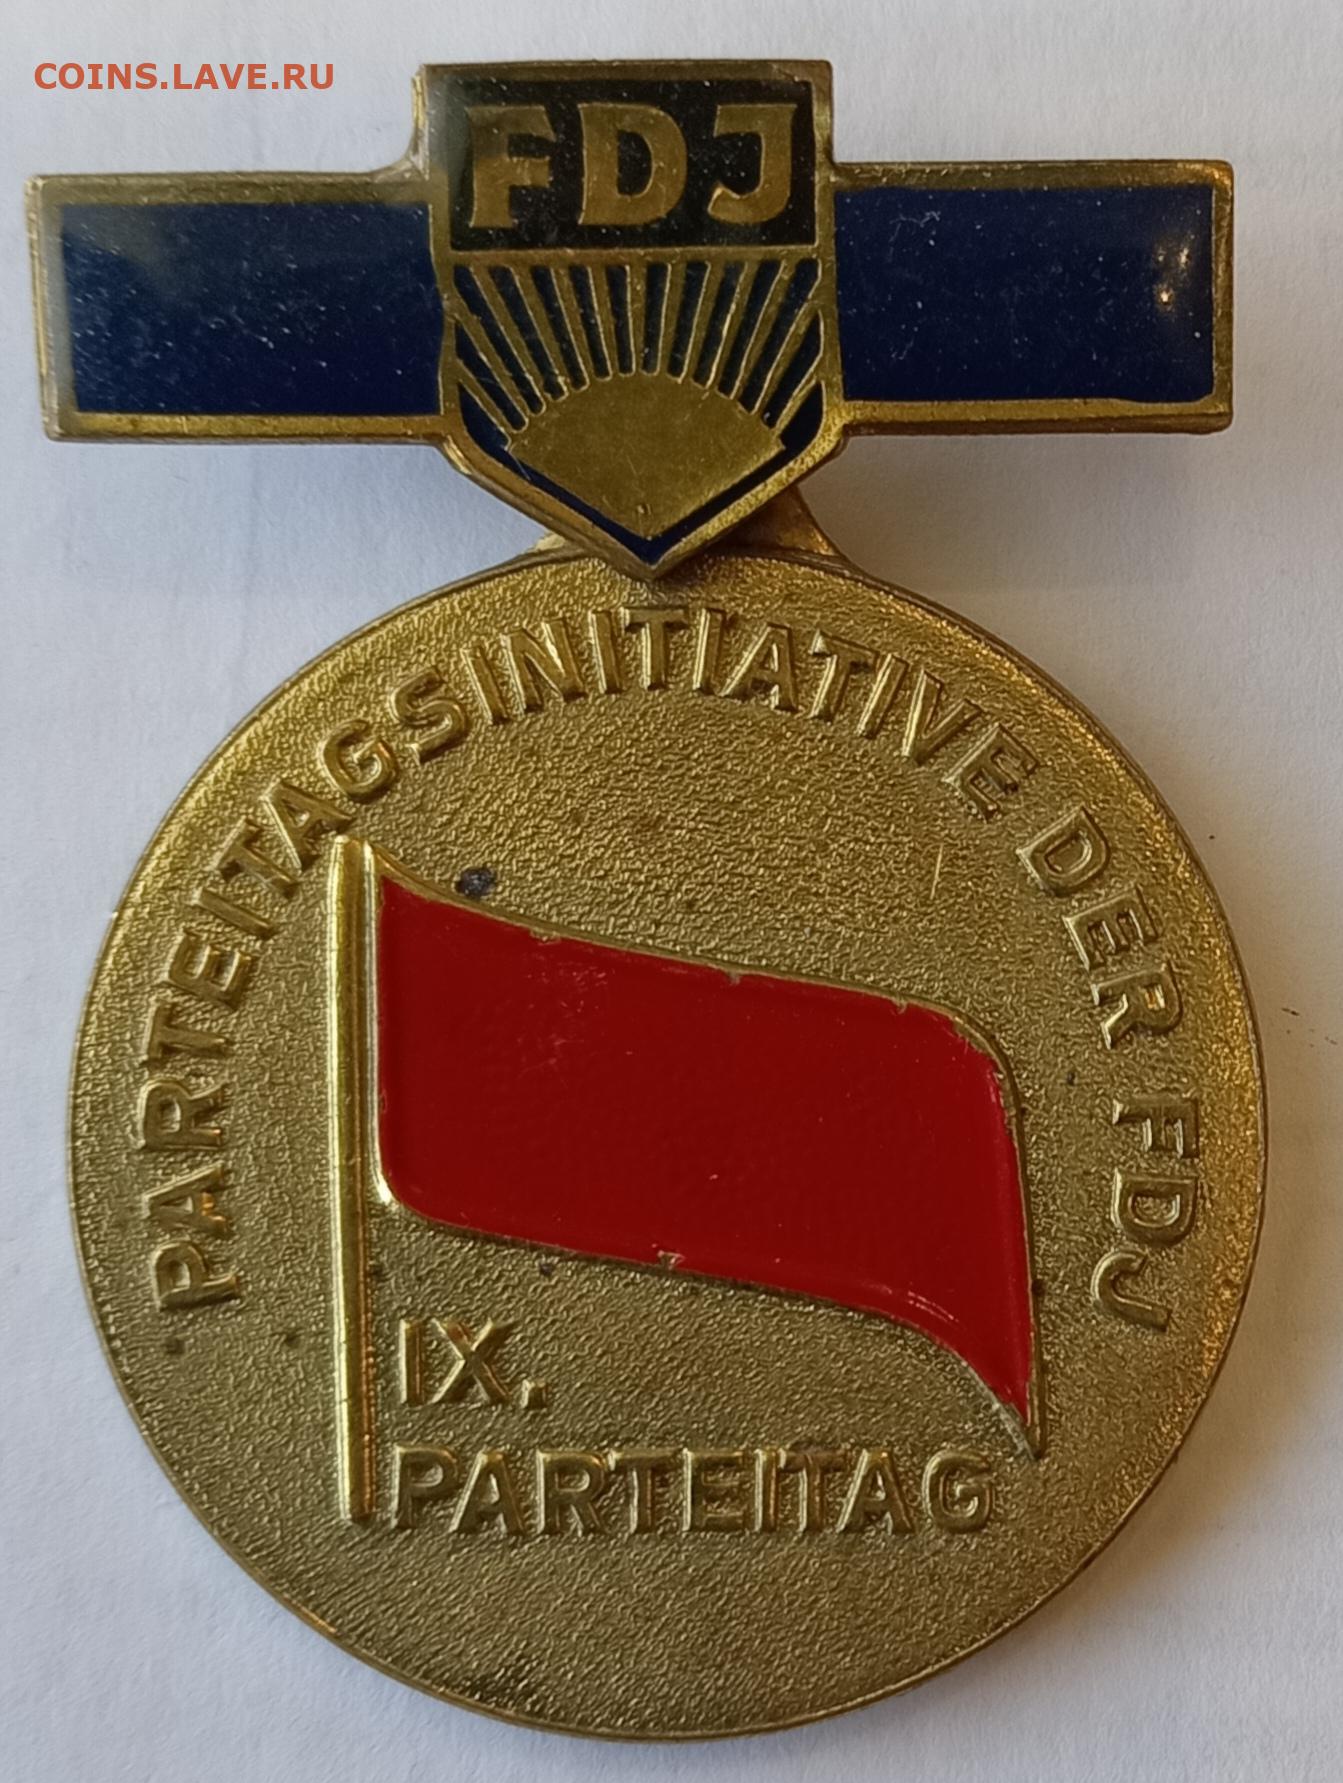 COINS.LAVE.RU
FDJ
PARTEITAGSINITIATIVE DER FDJ
IX.
PARTEITAG